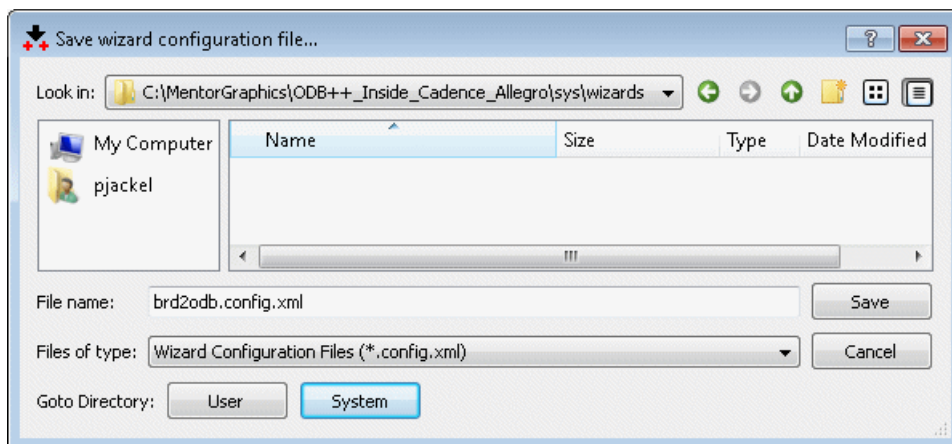 Save wizard configuration file...
Look in: C:\MentorGraphics\ODB++_Inside_Cadence_Allegro\sys\wizards
My Computer
pjackel
Name Size Type Date Modified
File name: brd2odb.config.xml Save
Files of type: Wizard Configuration Files (*.config.xml) Cancel
Goto Directory: User System